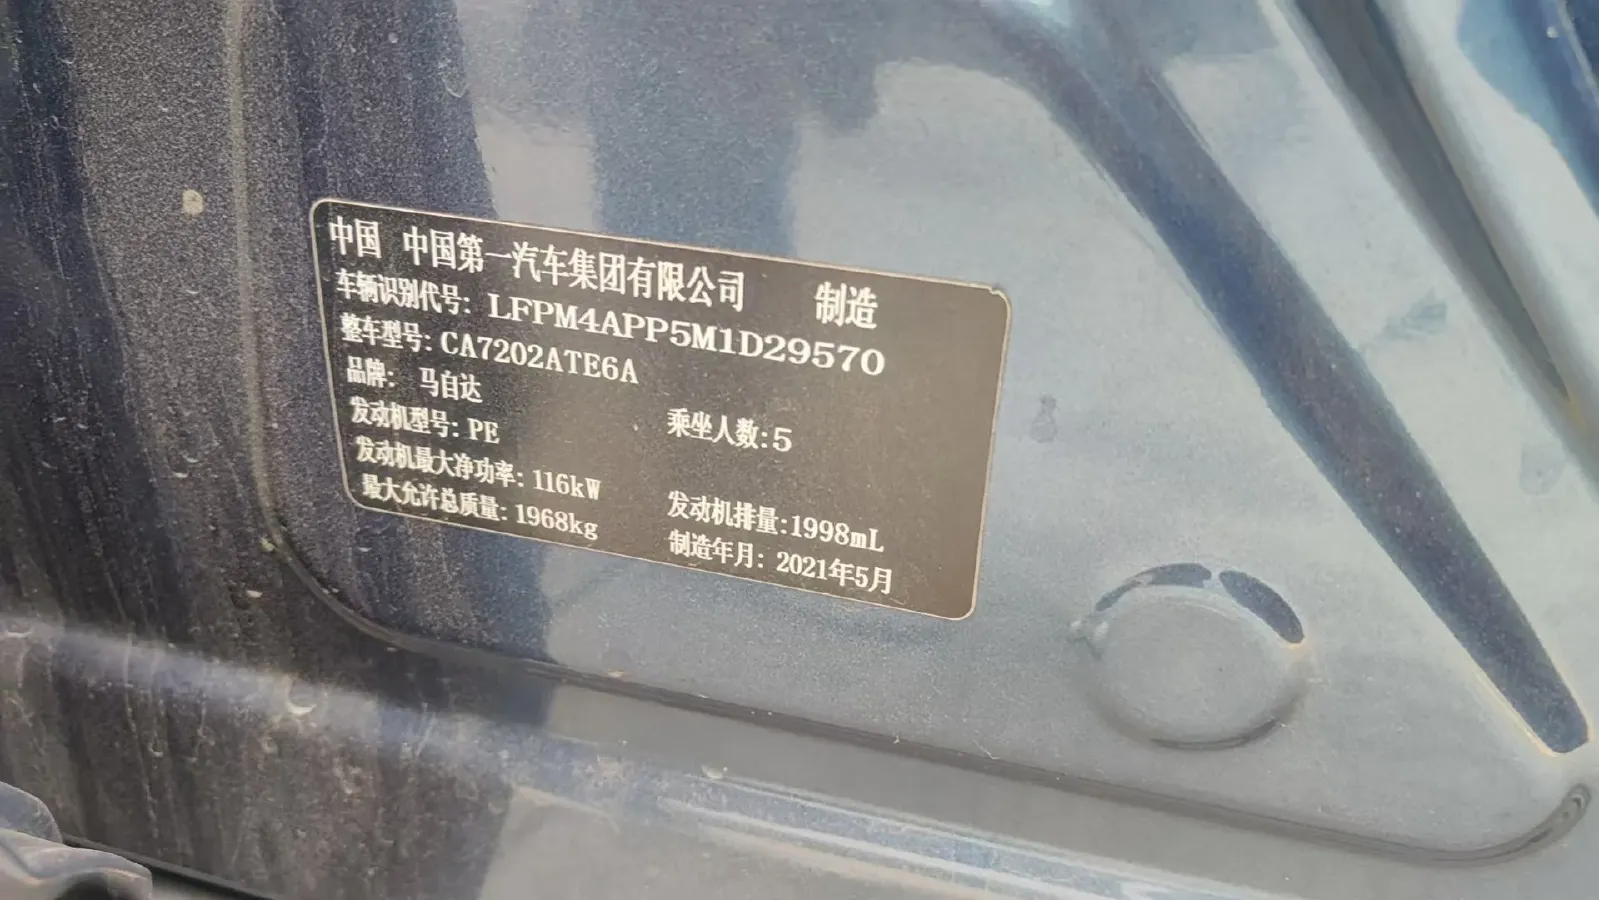 中国 中国第一汽车集团有限公司 制造
车辆识别代号: LFPM4APP5M1D29570
整车型号: CA7202ATE6A
品牌: 马自达
发动机型号: PE 乘坐人数: 5
发动机最大净功率: 116kW 发动机排量: 1998mL
最大允许总质量: 1968kg 制造年月: 2021年5月